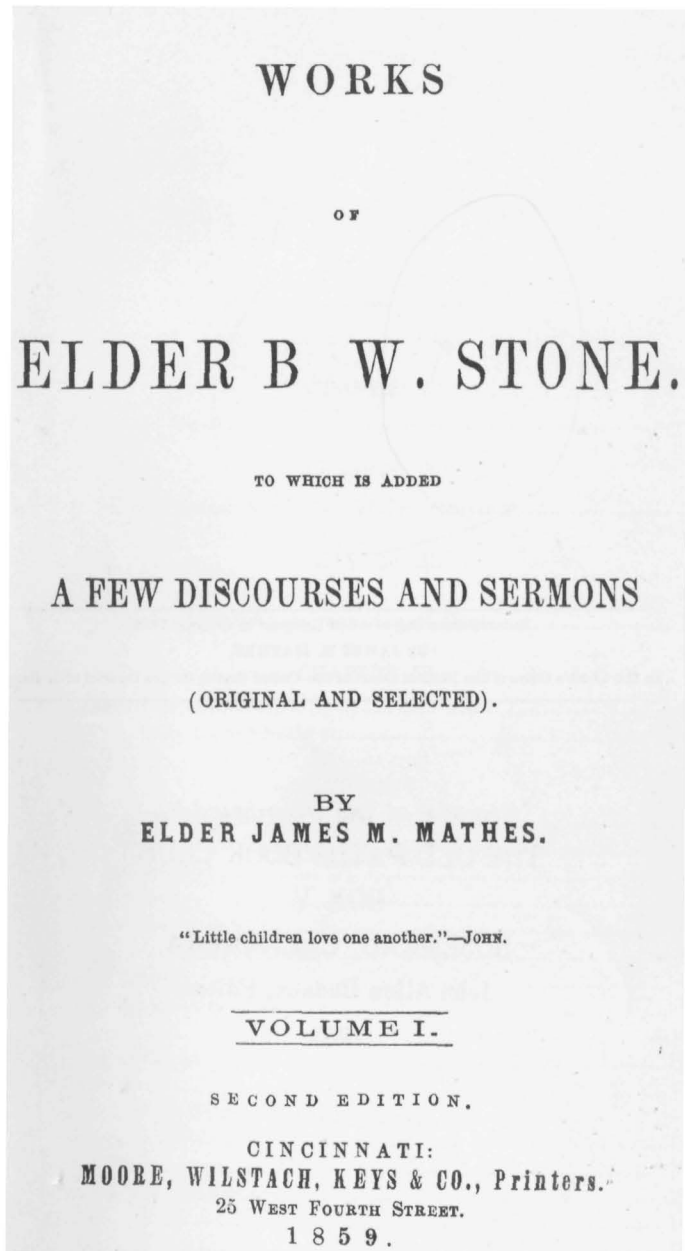 WORKS
OF
ELDER B W. STONE.
TO WHICH IS ADDED
A FEW DISCOURSES AND SERMONS
(ORIGINAL AND SELECTED).
BY
ELDER JAMES M. MATHES.
"Little children love one another."—JOHN.
VOLUME I.
SECOND EDITION.
CINCINNATI:
MOORE, WILSTACH, KEYS & CO., Printers.
25 WEST FOURTH STREET.
1859.